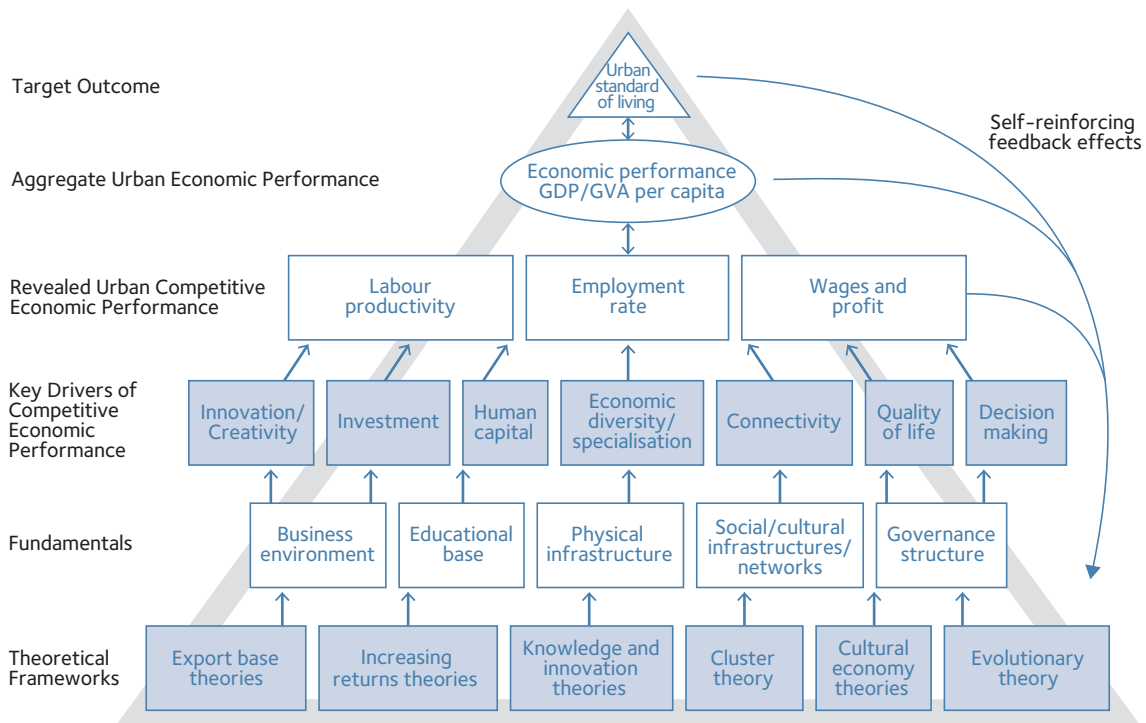 Target Outcome
Urban
standard
of living
Self-reinforcing
feedback effects
Aggregate Urban Economic Performance
Economic performance
GDP/GVA per capita
Revealed Urban Competitive
Economic Performance
Labour
productivity
Employment
rate
Wages and
profit
Key Drivers of
Competitive
Economic
Performance
Innovation/
Creativity
Investment
Human
capital
Economic
diversity/
specialisation
Connectivity
Quality
of life
Decision
making
Fundamentals
Business
environment
Educational
base
Physical
infrastructure
Social/cultural
infrastructures/
networks
Governance
structure
Theoretical
Frameworks
Export base
theories
Increasing
returns theories
Knowledge and
innovation
theories
Cluster
theory
Cultural
economy
theories
Evolutionary
theory